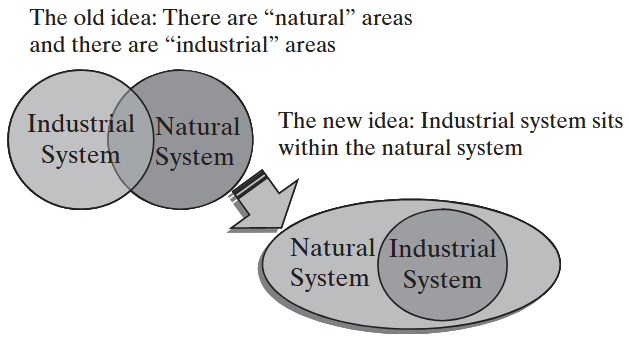 The old idea: There are “natural” areas
and there are “industrial” areas
Industrial
System
Natural
System
The new idea: Industrial system sits
within the natural system
Natural
System
Industrial
System